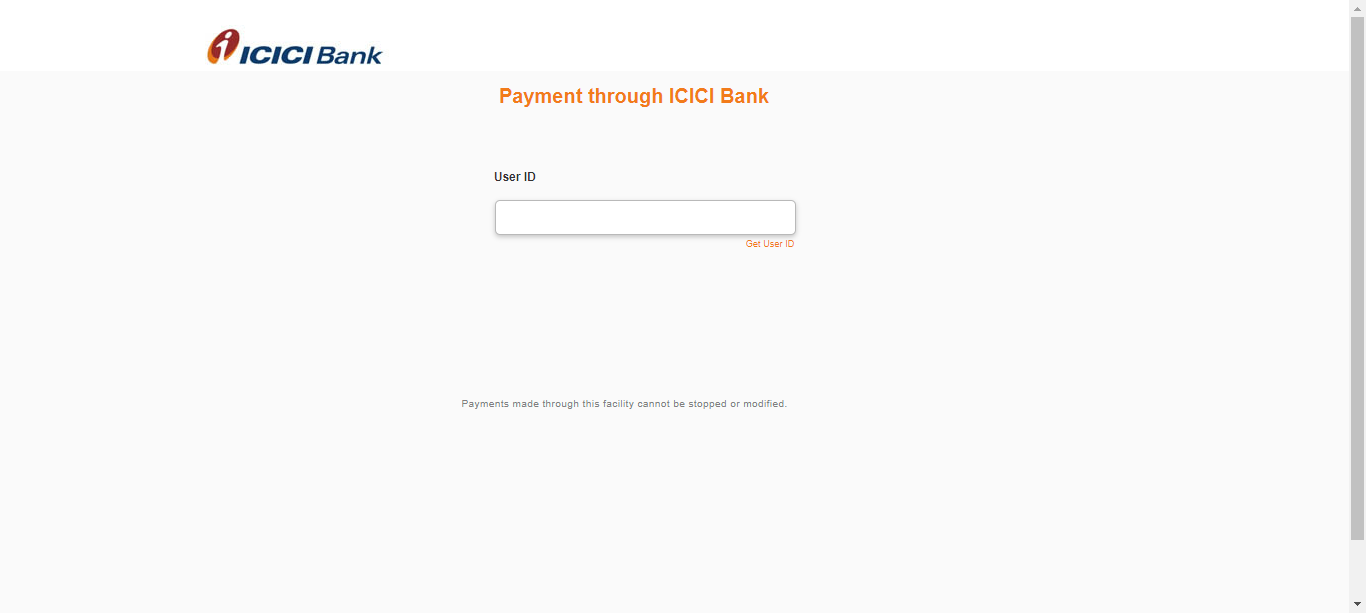 ICICI Bank
Payment through ICICI Bank
User ID
Get User ID
Payments made through this facility cannot be stopped or modified.